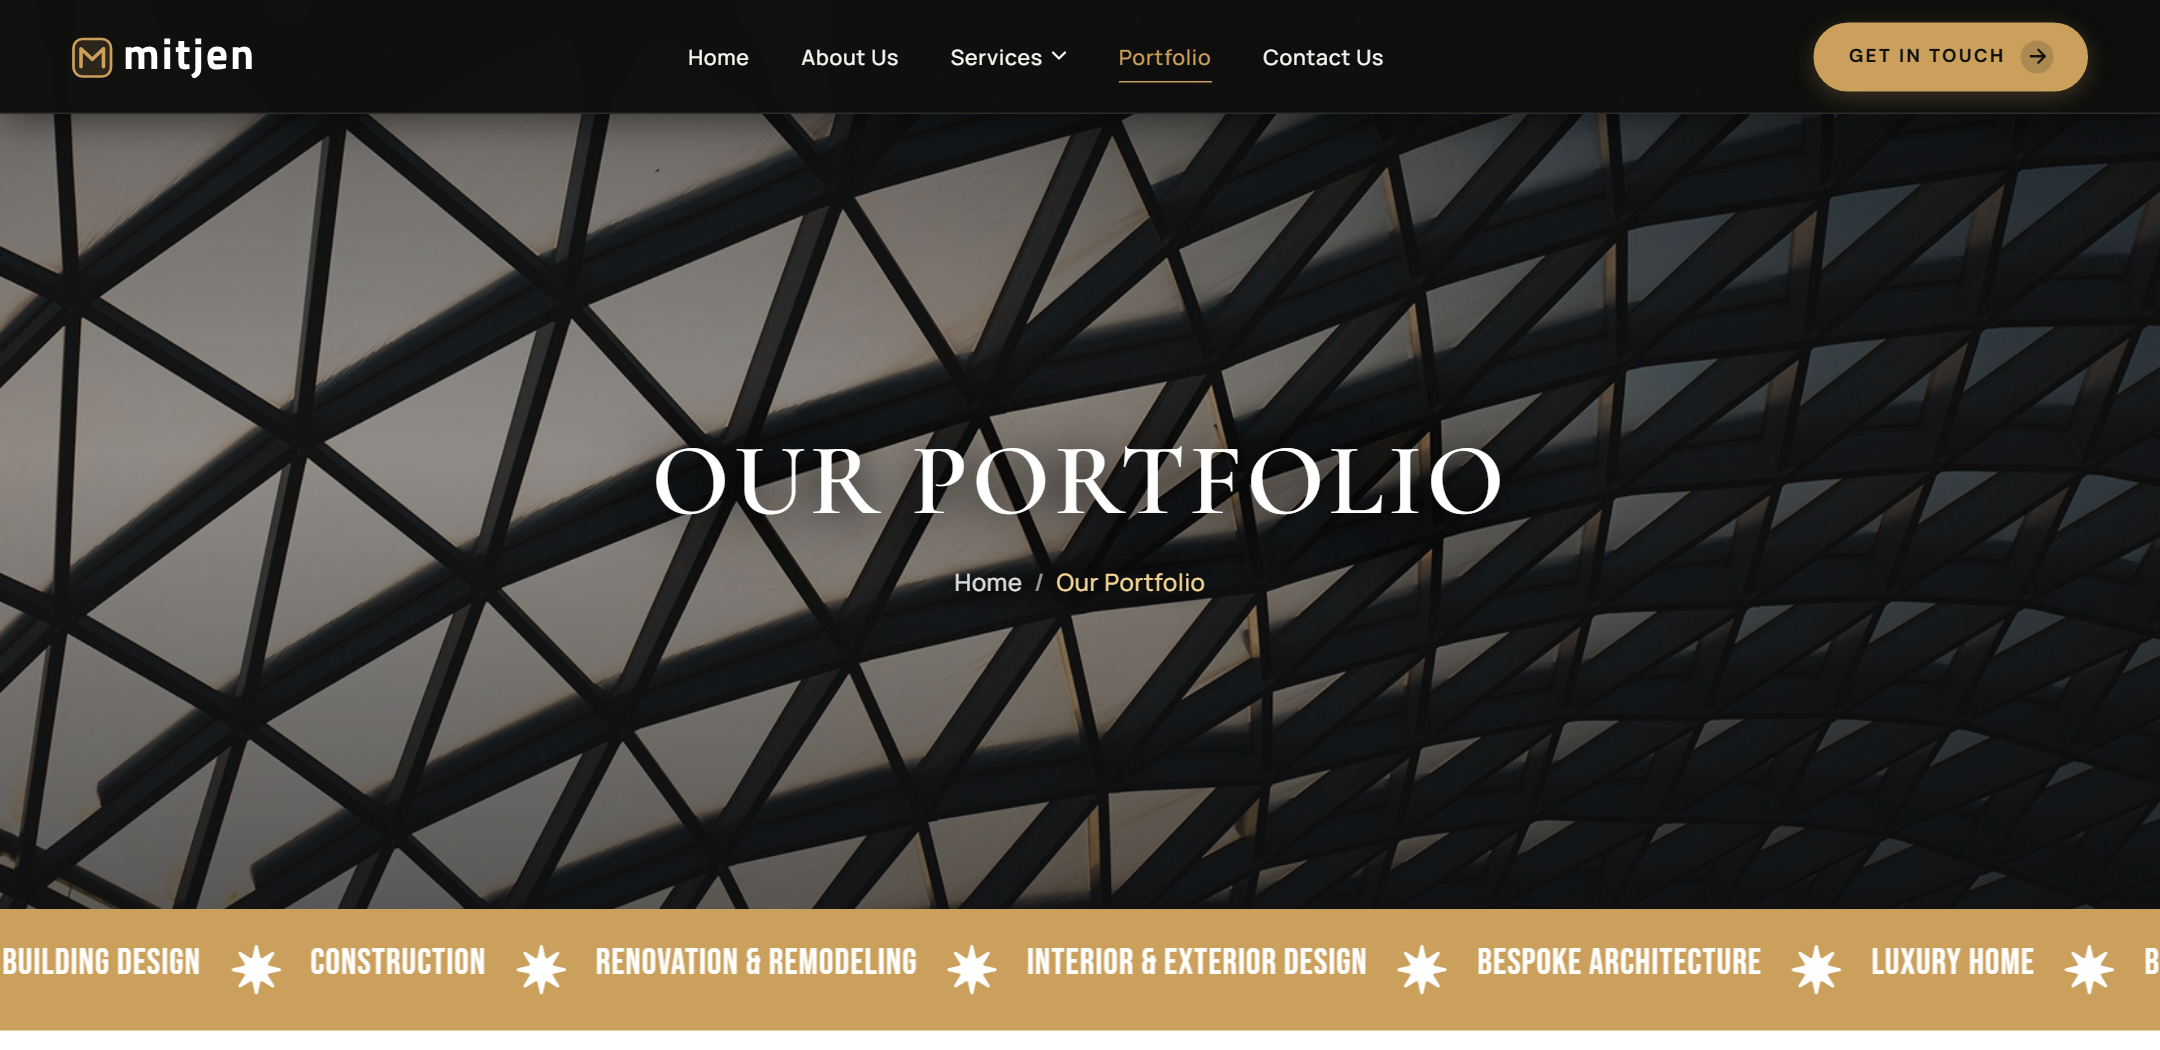 mitjen
Home
About Us
Services
Portfolio
Contact Us
GET IN TOUCH
OUR PORTFOLIO
Home / Our Portfolio
BUILDING DESIGN CONSTRUCTION RENOVATION & REMODELING INTERIOR & EXTERIOR DESIGN BESPOKE ARCHITECTURE LUXURY HOME